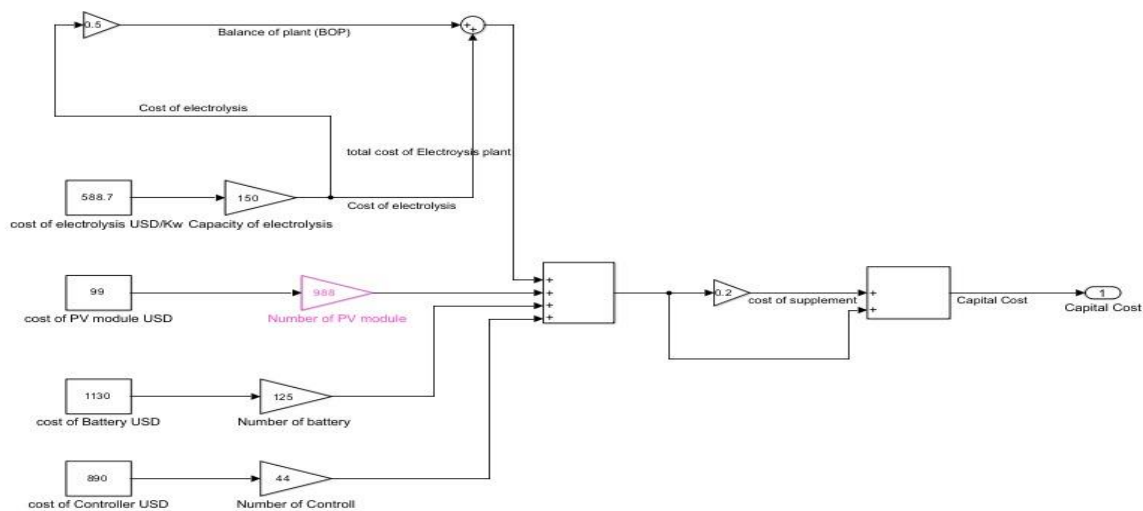 0.5
Balance of plant (BOP)
Cost of electrolysis
total cost of Electroysis plant
588.7
150
Cost of electrolysis
cost of electrolysis USD/Kw
Capacity of electrolysis
99
988
cost of PV module USD
Number of PV module
0.2
cost of supplement
Capital Cost
1
Capital Cost
1130
125
cost of Battery USD
Number of battery
890
44
cost of Controller USD
Number of Controll